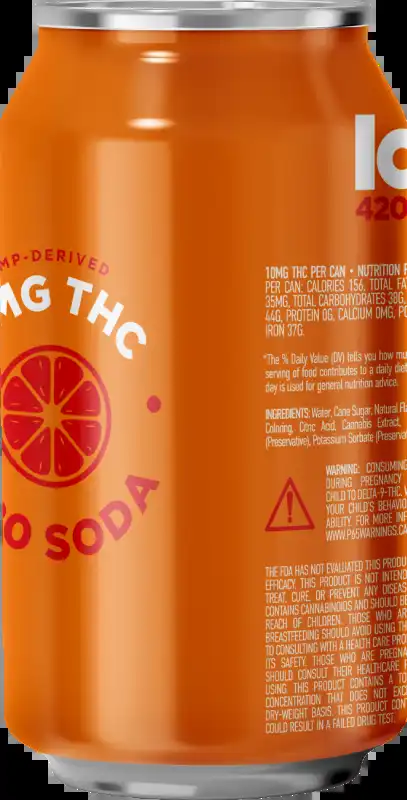 MP-DERIVED
MG THC
SO SODA
420
10MG THC PER CAN • NUTRITION
PER CAN: CALORIES 156, TOTAL FA
35MG, TOTAL CARBOHYDRATES 38G,
44G, PROTEIN 0G, CALCIUM 0MG, PO
IRON 37G.
*The % Daily Value (DV) tells you how mu
serving of food contributes to a daily diet
day is used for general nutrition advice.
INGREDIENTS: Water, Cane Sugar, Natural Fla
Coloring, Citric Acid, Cannabis Extract,
(Preservative), Potassium Sorbate (Preserva
WARNING: CONSUMING
DURING PREGNANCY
CHILD TO DELTA-9-THC,
YOUR CHILD'S BEHAVIO
ABILITY. FOR MORE INF
WWW.P65WARNINGS.CA
THE FDA HAS NOT EVALUATED THIS PRODU
EFFICACY. THIS PRODUCT IS NOT INTEND
TREAT, CURE, OR PREVENT ANY DISEAS
CONTAINS CANNABINOIDS AND SHOULD BE
REACH OF CHILDREN. THOSE WHO AR
BREASTFEEDING SHOULD AVOID USING TH
TO CONSULTING WITH A HEALTH CARE PRO
ITS SAFETY. THOSE WHO ARE PREGNA
SHOULD CONSULT THEIR HEALTHCARE
USING THIS PRODUCT CONTAINS A TO
CONCENTRATION THAT DOES NOT EXC
DRY-WEIGHT BASIS. THIS PRODUCT CONT
COULD RESULT IN A FAILED DRUG TEST.